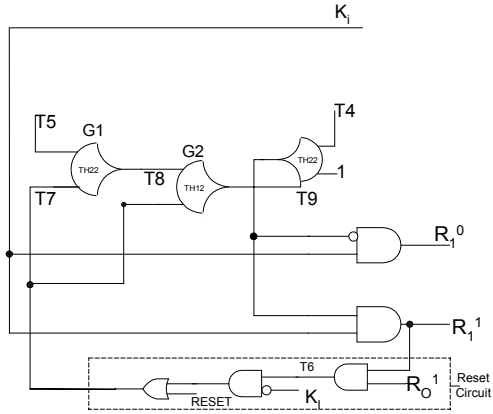 Ki
T5
G1
TH22
T7
T8
G2
TH12
TH22
T4
1
T9
R1 0
R1 1
T6
RO 1
KI
RESET
Reset
Circuit